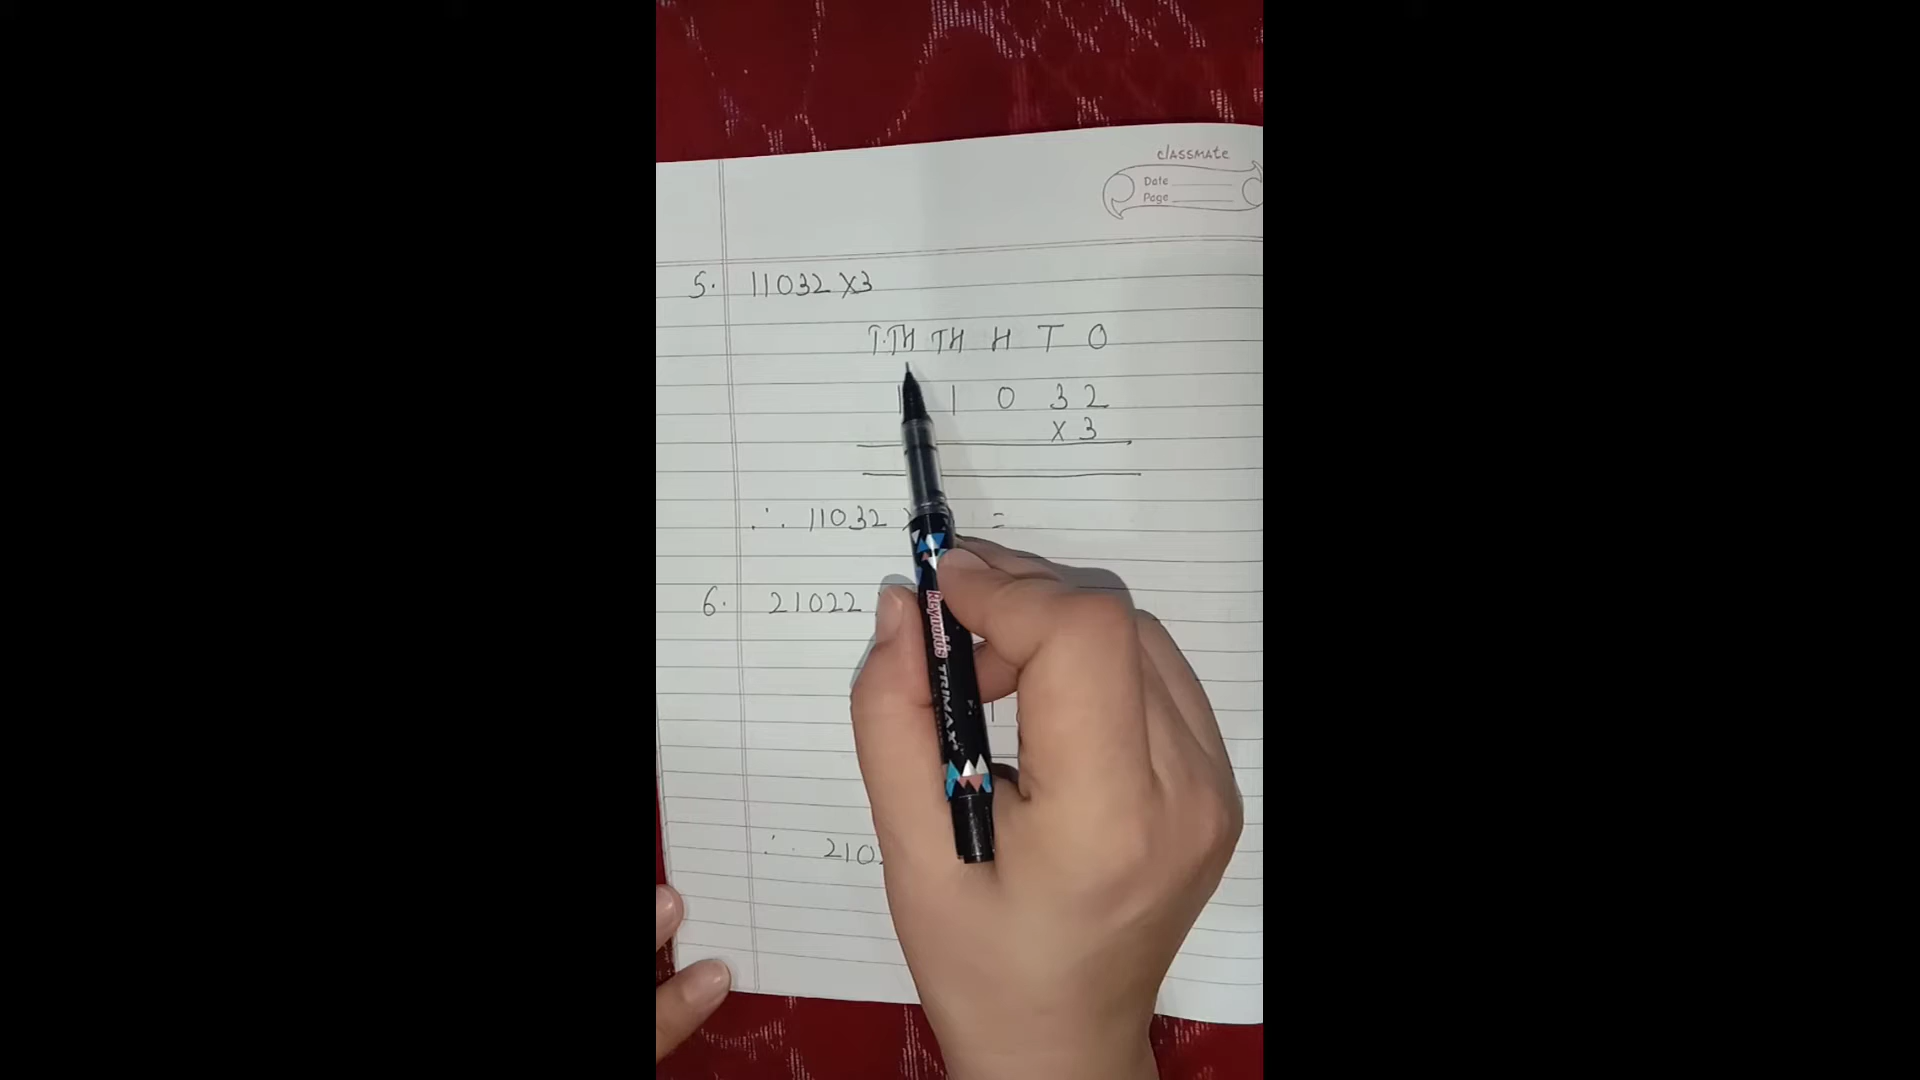 classmate
Date
Page
5. 11032 X3
T.TH TH H T O
1 1 0 3 2
X 3
∴ 11032 =
6. 21022
∴ 210
Reynolds TRIMAX